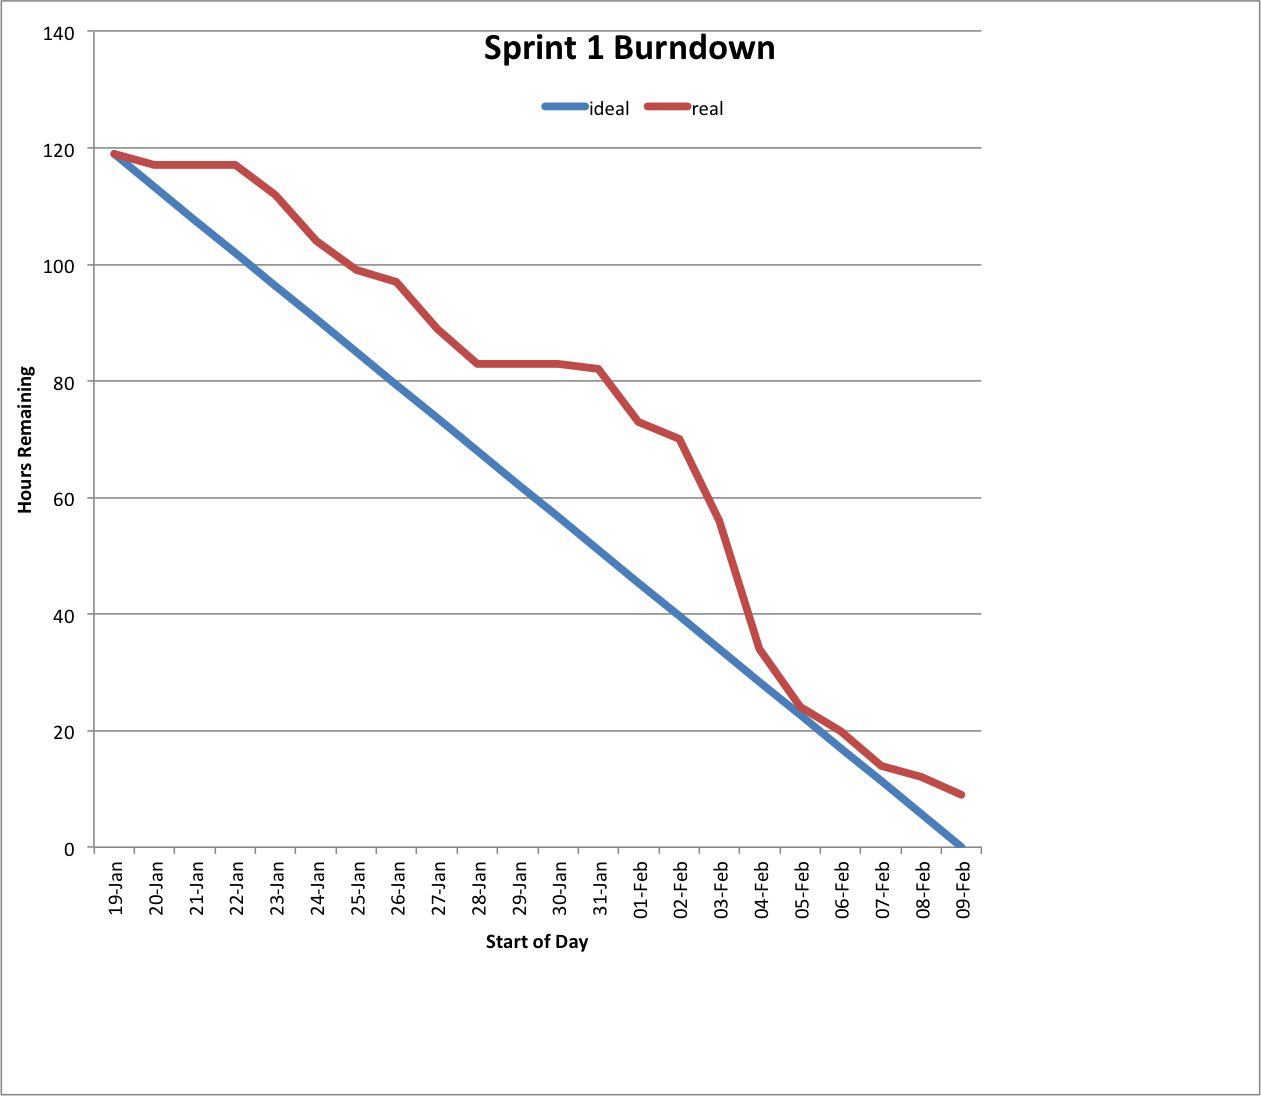 Sprint 1 Burndown
ideal real
140
120
100
80
60
40
20
0
Hours Remaining
19-Jan
20-Jan
21-Jan
22-Jan
23-Jan
24-Jan
25-Jan
26-Jan
27-Jan
28-Jan
29-Jan
30-Jan
31-Jan
01-Feb
02-Feb
03-Feb
04-Feb
05-Feb
06-Feb
07-Feb
08-Feb
09-Feb
Start of Day